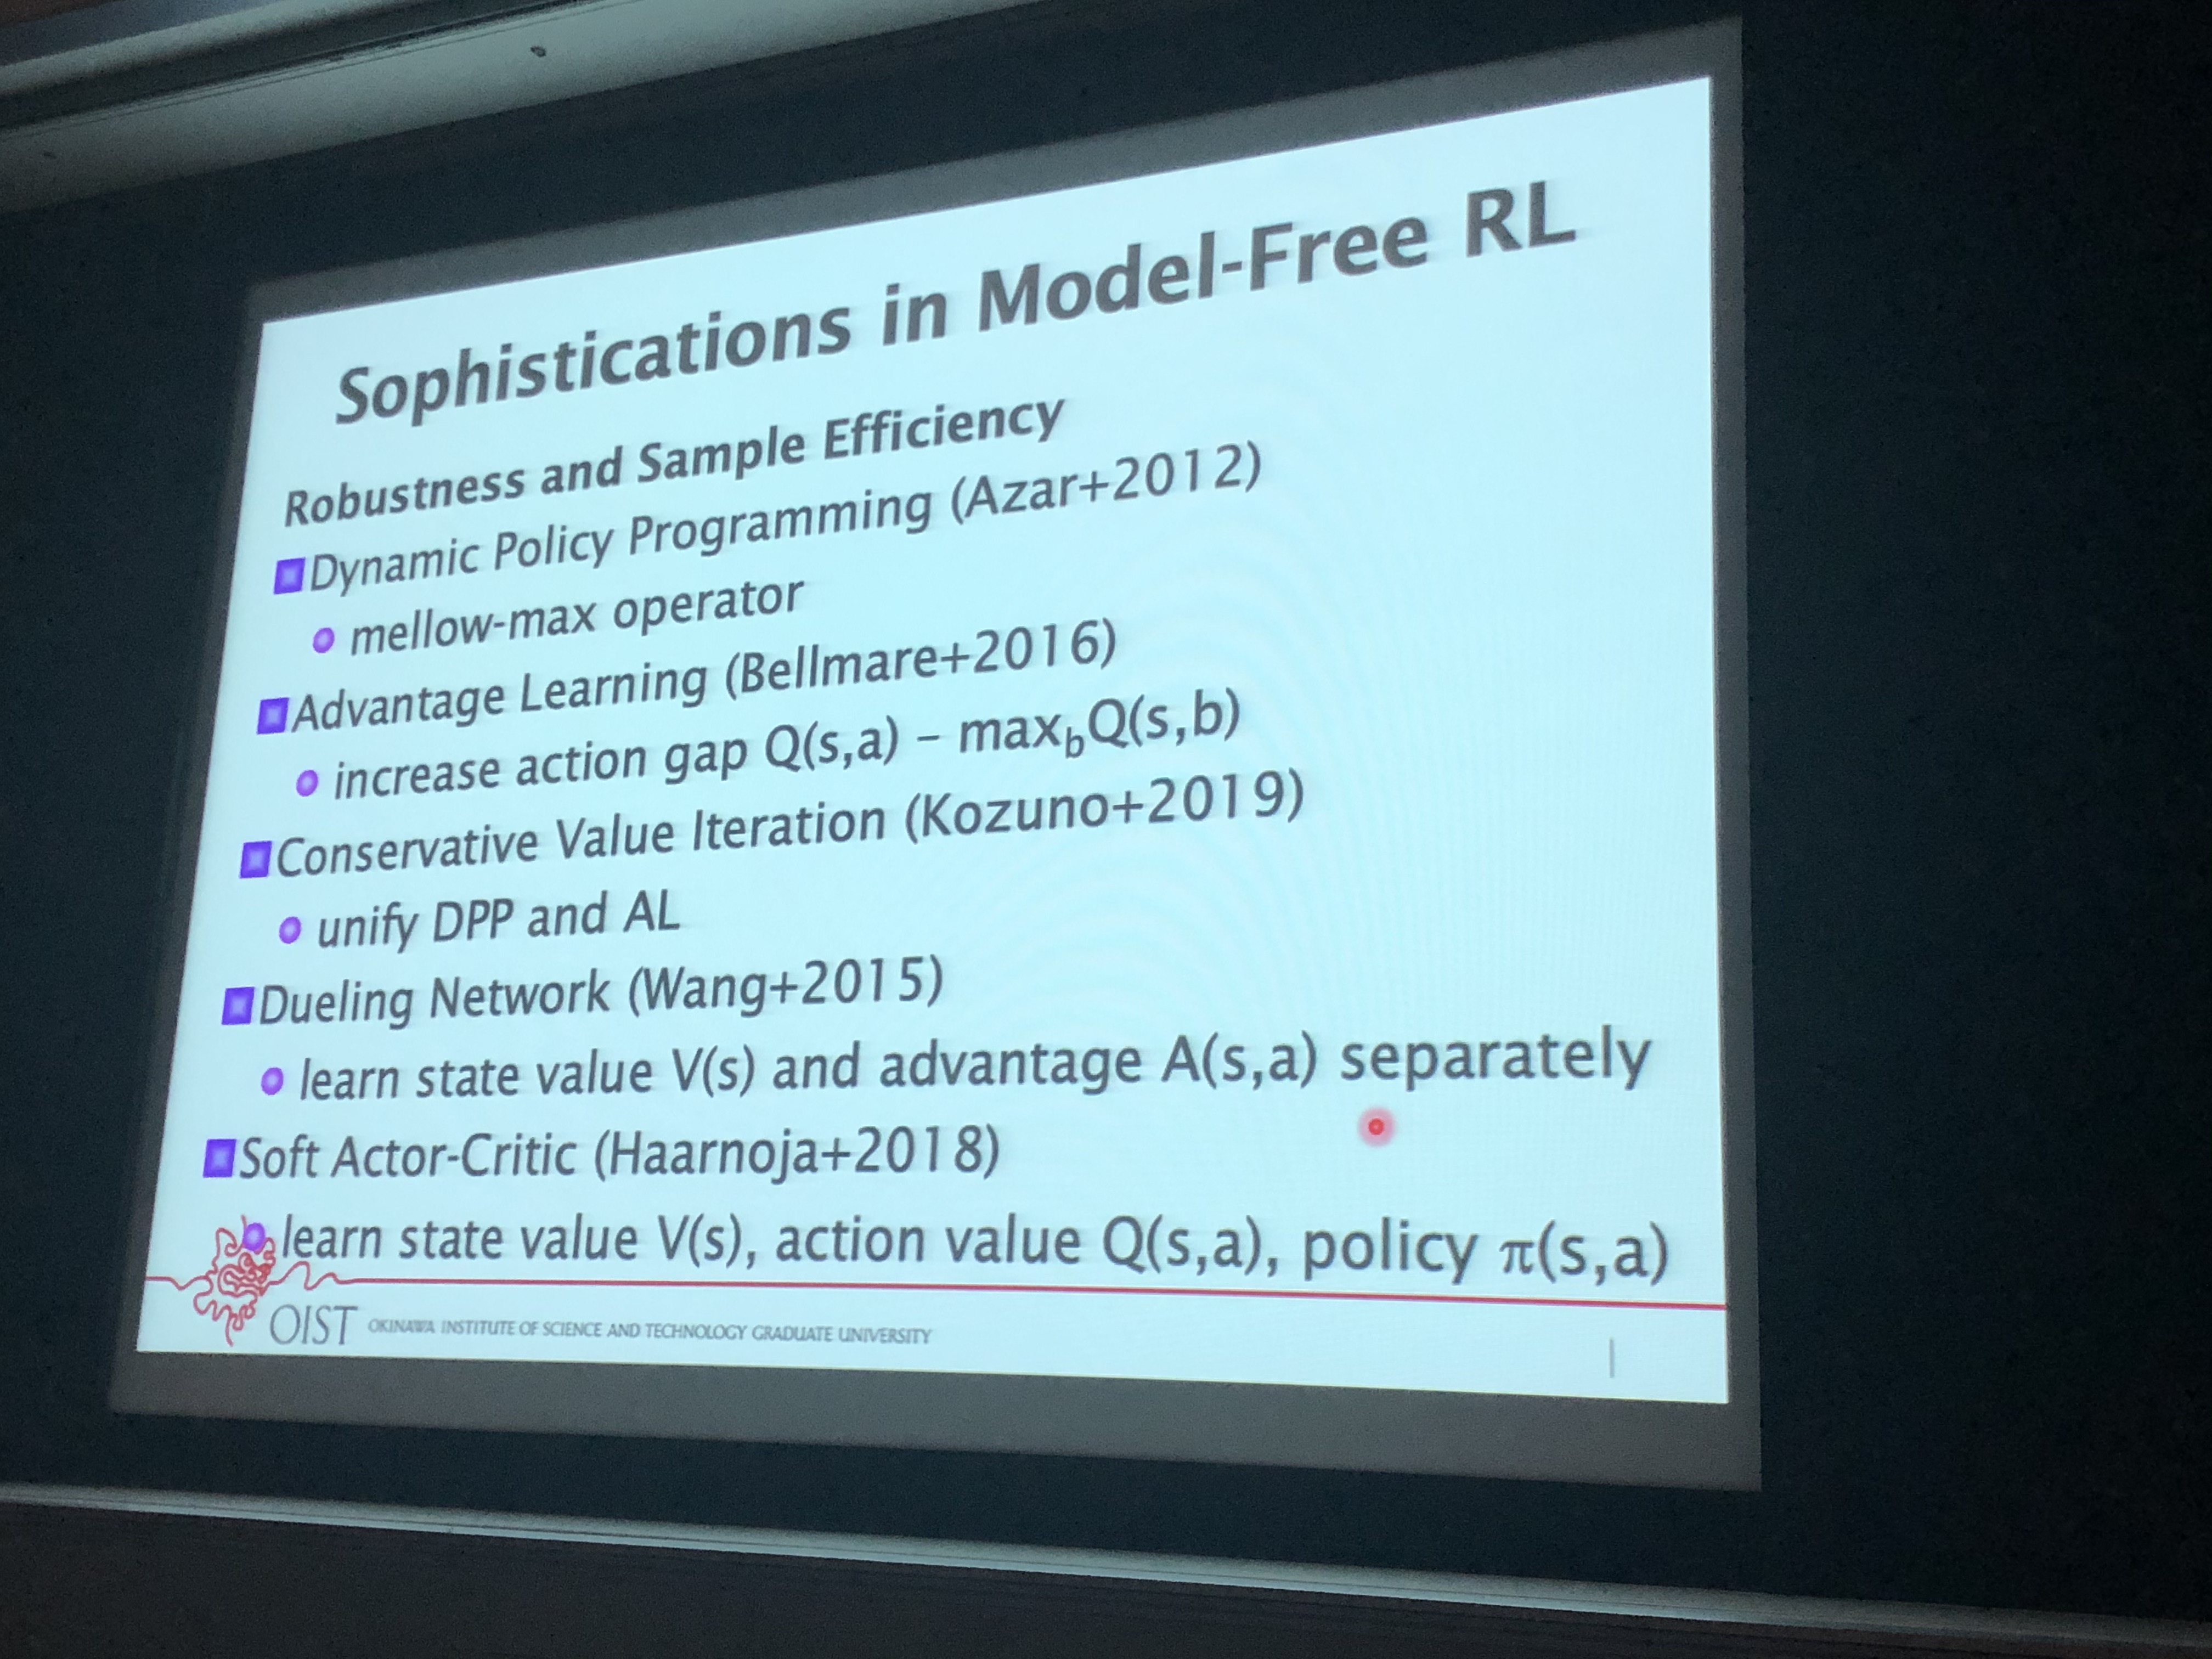 Sophistications in Model-Free RL
Robustness and Sample Efficiency
Dynamic Policy Programming (Azar+2012)
mellow-max operator
Advantage Learning (Bellmare+2016)
increase action gap Q(s,a) – max_bQ(s,b)
Conservative Value Iteration (Kozuno+2019)
unify DPP and AL
Dueling Network (Wang+2015)
learn state value V(s) and advantage A(s,a) separately
Soft Actor-Critic (Haarnoja+2018)
learn state value V(s), action value Q(s,a), policy π(s,a)
OIST OKINAWA INSTITUTE OF SCIENCE AND TECHNOLOGY GRADUATE UNIVERSITY